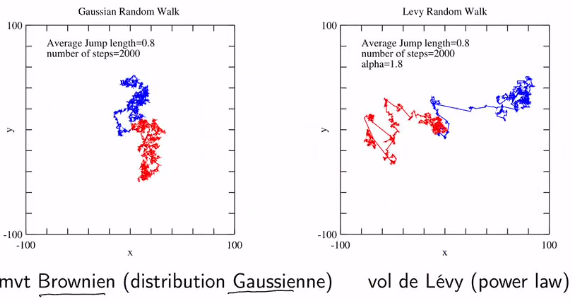 Gaussian Random Walk
100
Average Jump length=0.8
number of steps=2000
y
-100
-100
x
100
Levy Random Walk
100
Average Jump length=0.8
number of steps=2000
alpha=1.8
y
-100
-100
x
100
mvt Brownien (distribution Gaussienne)
vol de Lévy (power law)